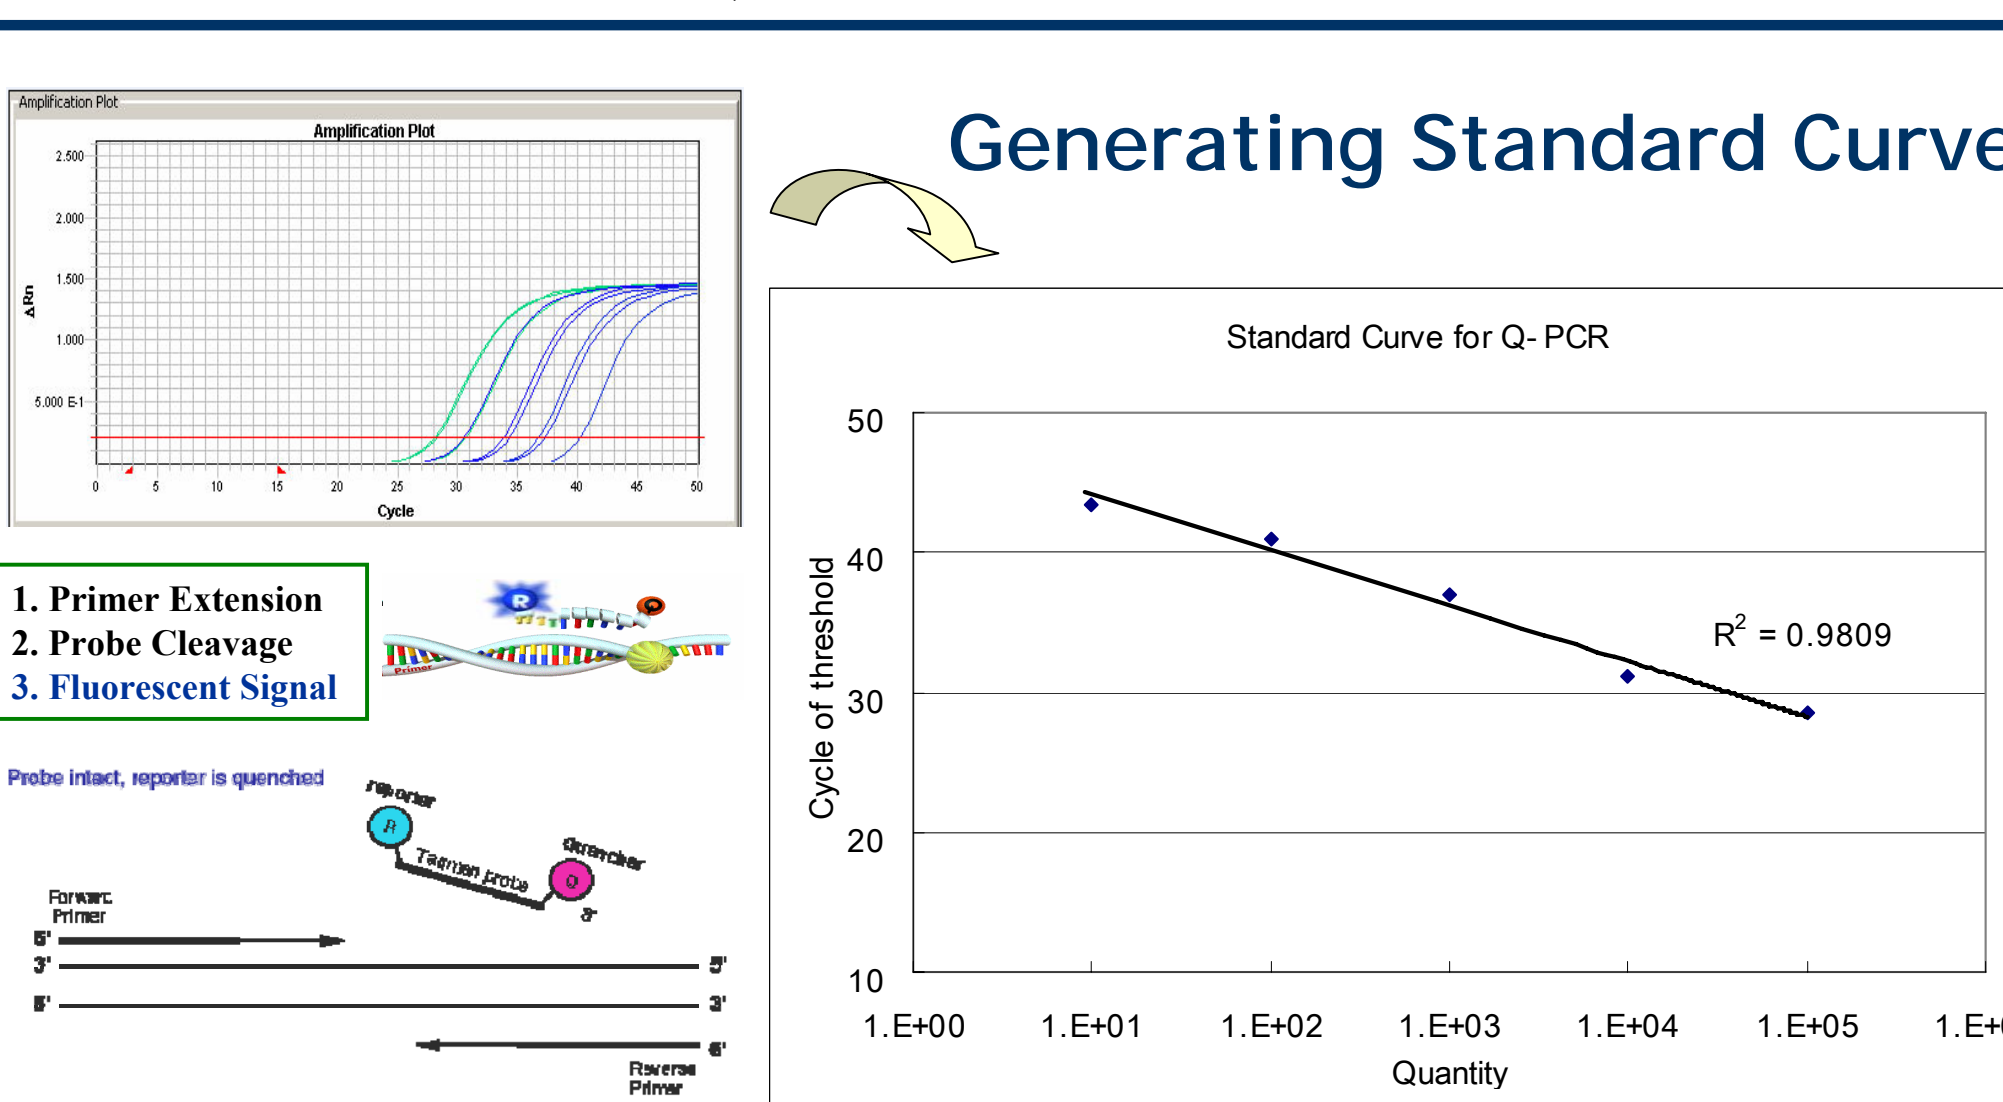 Generating Standard Curve
Amplification Plot
Amplification Plot
2.500
2.000
1.500
1.000
5.000 E-1
ΔRn
0 5 10 15 20 25 30 35 40 45 50
Cycle
1. Primer Extension
2. Probe Cleavage
3. Fluorescent Signal
R
Q
Primer
Probe intact, reporter is quenched
reporter
R
Taqman probe
Quencher
Q
3'
Forward
Primer
5'
3' 5'
5' 3'
5'
Reverse
Primer
Standard Curve for Q- PCR
50
40
30
20
10
Cycle of threshold
R² = 0.9809
1.E+00 1.E+01 1.E+02 1.E+03 1.E+04 1.E+05
Quantity